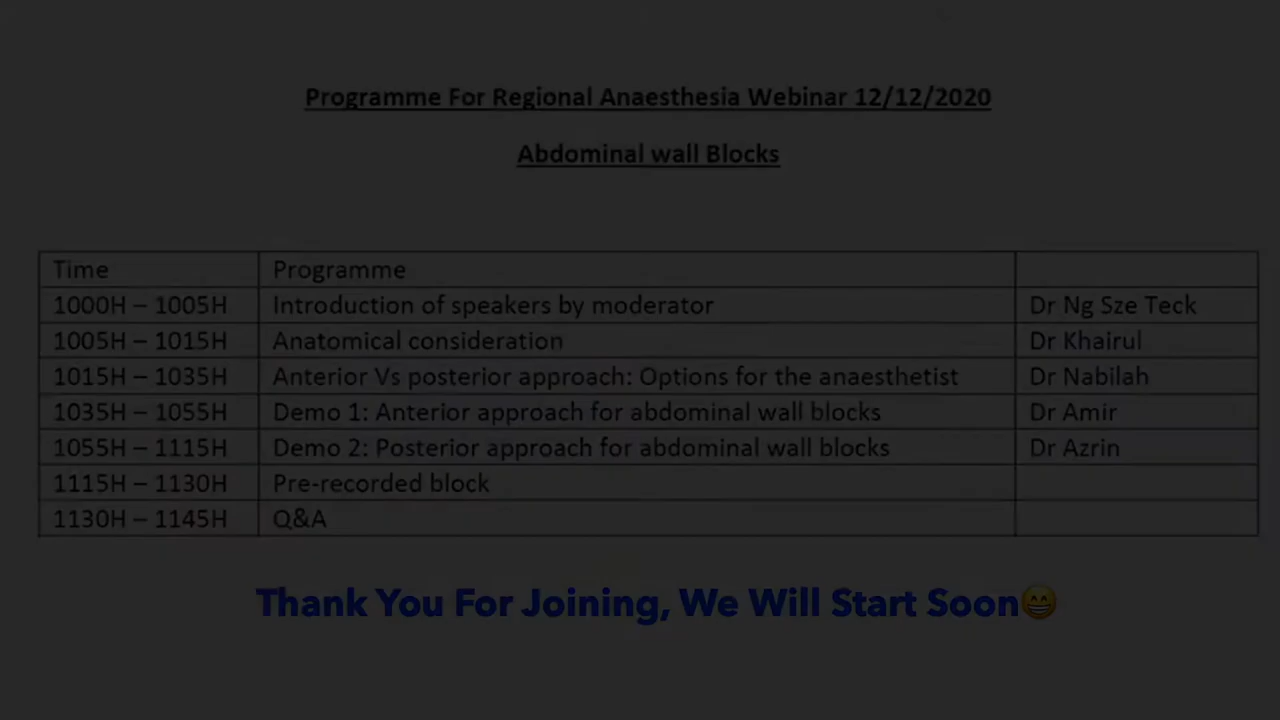 Programme For Regional Anaesthesia Webinar 12/12/2020
Abdominal wall Blocks
Time Programme
1000H – 1005H Introduction of speakers by moderator Dr Ng Sze Teck
1005H – 1015H Anatomical consideration Dr Khairul
1015H – 1035H Anterior Vs posterior approach: Options for the anaesthetist Dr Nabilah
1035H – 1055H Demo 1: Anterior approach for abdominal wall blocks Dr Amir
1055H – 1115H Demo 2: Posterior approach for abdominal wall blocks Dr Azrin
1115H – 1130H Pre-recorded block
1130H – 1145H Q&A
Thank You For Joining, We Will Start Soon😁